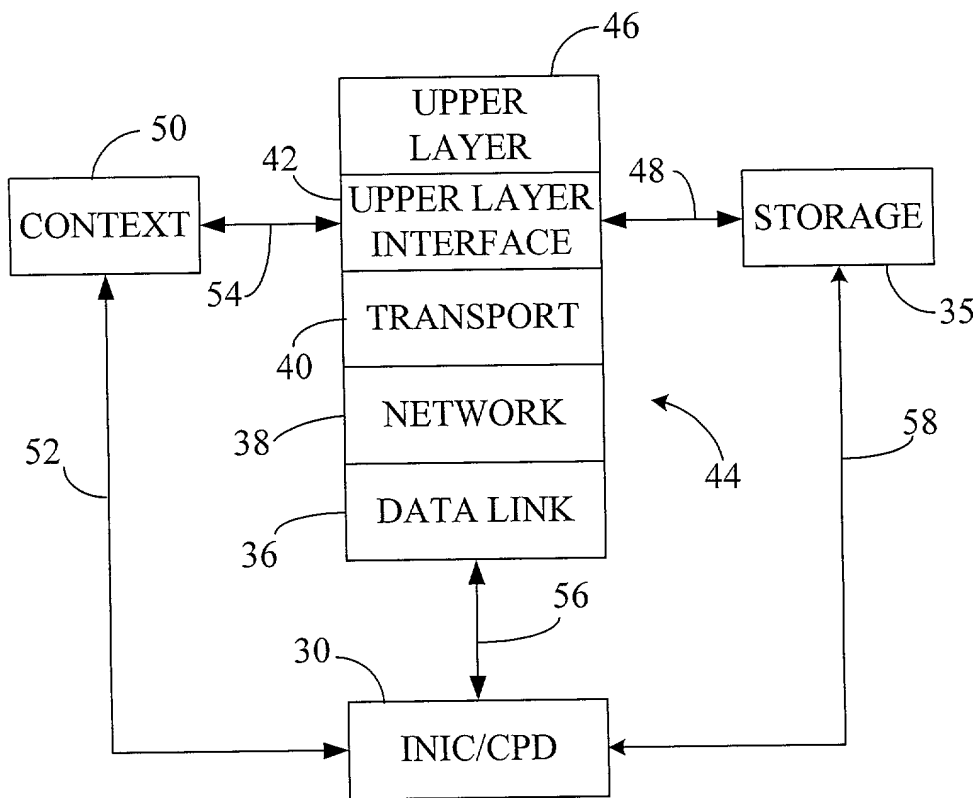 46
UPPER
LAYER
50
42
48
CONTEXT
UPPER LAYER
INTERFACE
STORAGE
54
35
TRANSPORT
40
NETWORK
38
58
52
44
DATA LINK
36
56
30
INIC/CPD